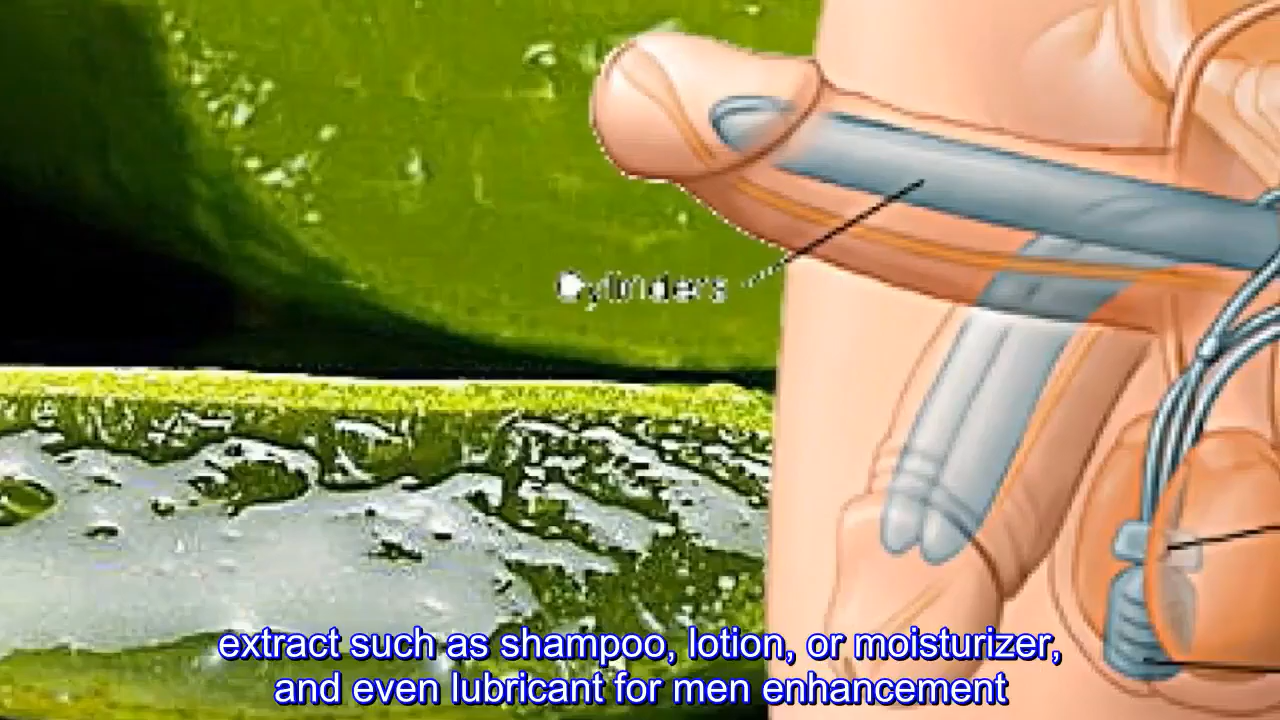 Cylinders
extract such as shampoo, lotion, or moisturizer,
and even lubricant for men enhancement